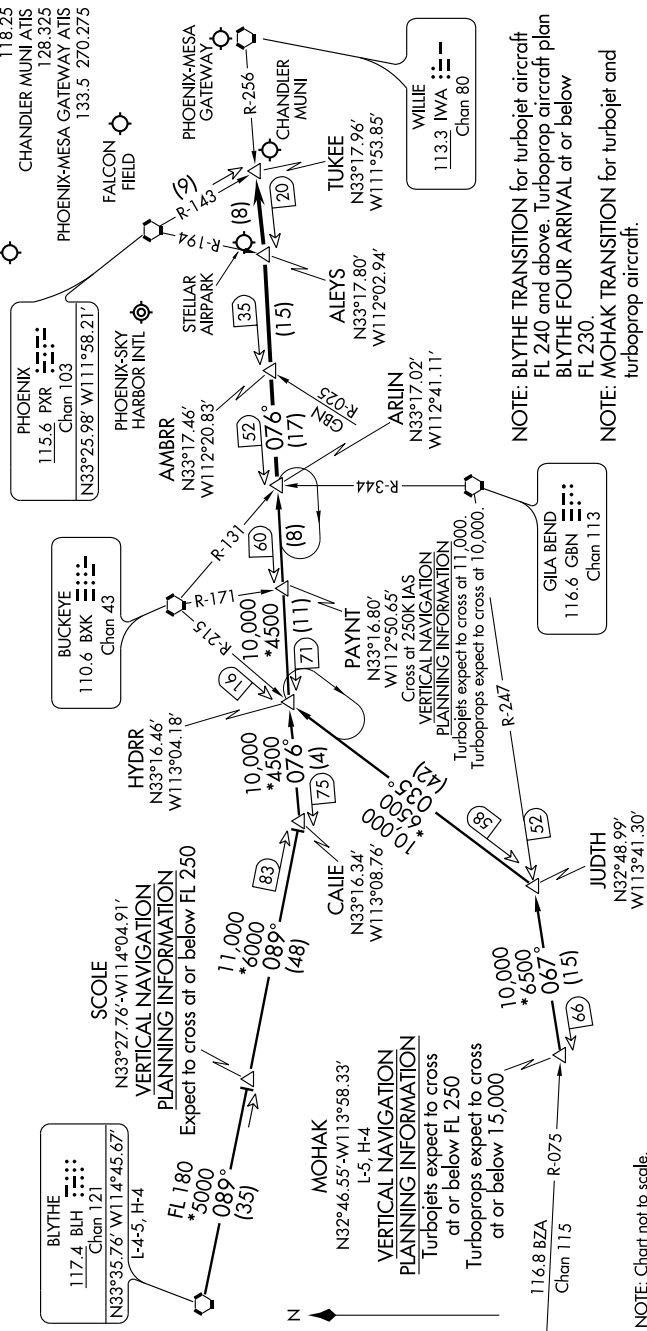 118.25
CHANDLER MUNI ATIS
128.325
PHOENIX-MESA GATEWAY ATIS
133.5 270.275
BLYTHE
117.4 BLH
Chan 121
N33°35.76' W114°45.67'
L-4-5, H-4
FL 180
*5000
089°
(35)
SCOLE
N33°27.76'-W114°04.91'
VERTICAL NAVIGATION
PLANNING INFORMATION
Expect to cross at or below FL 250
11,000
*6000
089°
(48)
83
CALIE
N33°16.34'
W113°08.76'
75
10,000
*4500
076°
(4)
HYDRR
N33°16.46'
W113°04.18'
16
71
BUCKEYE
110.6 BXK
Chan 43
R-215
R-171
R-131
10,000
*4500
(11)
PAYNT
N33°16.80'
W112°50.65'
Cross at 250K IAS
VERTICAL NAVIGATION
PLANNING INFORMATION
Turbojets expect to cross at 11,000.
Turboprops expect to cross at 10,000.
60
(8)
ARLIN
N33°17.02'
W112°41.11'
52
076°
(17)
AMBRR
N33°17.46'
W112°20.83'
GBN
R-025
35
(15)
ALEYS
N33°17.80'
W112°02.94'
20
(8)
TUKEE
N33°17.96'
W111°53.85'
PHOENIX
115.6 PXR
Chan 103
N33°25.98' W111°58.21'
R-194
R-143
(9)
PHOENIX-SKY
HARBOR INTL
STELLAR
AIRPARK
FALCON
FIELD
PHOENIX-MESA
GATEWAY
R-256
CHANDLER
MUNI
WILLIE
113.3 IWA
Chan 80
GILA BEND
116.6 GBN
Chan 113
R-344
R-247
10,000
*6500
035°
(42)
58
52
JUDTH
N32°48.99'
W113°41.30'
10,000
*6500
067°
(15)
66
MOHAK
N32°46.55'-W113°58.33'
L-5, H-4
VERTICAL NAVIGATION
PLANNING INFORMATION
Turbojets expect to cross
at or below FL 250
Turboprops expect to cross
at or below 15,000
R-075
116.8 BZA
Chan 115
N
NOTE: BLYTHE TRANSITION for turbojet aircraft
FL 240 and above. Turboprop aircraft plan
BLYTHE FOUR ARRIVAL at or below
FL 230.
NOTE: MOHAK TRANSITION for turbojet and
turboprop aircraft.
NOTE: Chart not to scale.